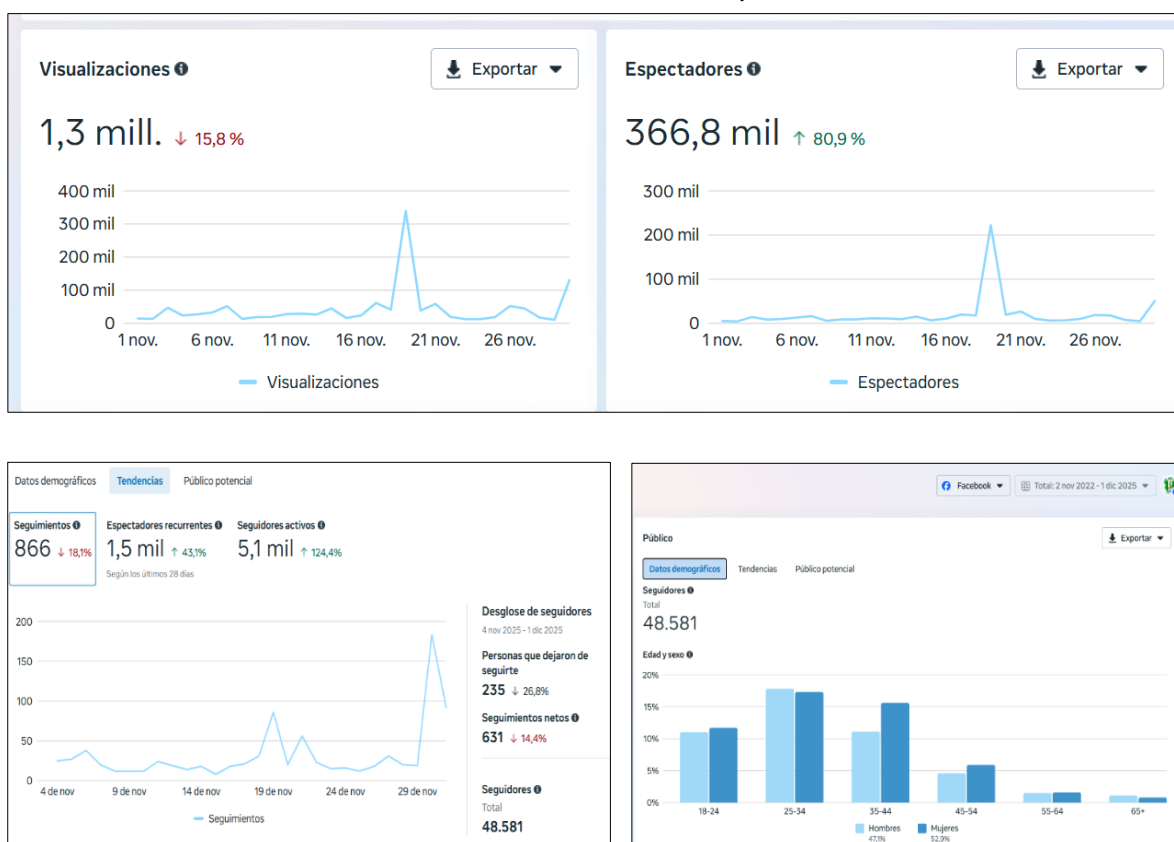 Visualizaciones
Exportar
1,3 mill. ↓ 15,8 %
400 mil
300 mil
200 mil
100 mil
0
1 nov. 6 nov. 11 nov. 16 nov. 21 nov. 26 nov.
Visualizaciones
Espectadores
Exportar
366,8 mil ↑ 80,9 %
300 mil
200 mil
100 mil
0
1 nov. 6 nov. 11 nov. 16 nov. 21 nov. 26 nov.
Espectadores
Datos demográficos Tendencias Público potencial
Seguimientos Espectadores recurrentes Seguidores activos
866 ↓ 18,1% 1,5 mil ↑ 43,1% 5,1 mil ↑ 124,4%
Según los últimos 28 días
200
150
100
50
0
4 de nov 9 de nov 14 de nov 19 de nov 24 de nov 29 de nov
Seguimientos
Desglose de seguidores
4 nov 2025 - 1 dic 2025
Personas que dejaron de
seguirte
235 ↓ 26,8%
Seguimientos netos
631 ↓ 14,4%
Seguidores
Total
48.581
Facebook Total: 2 nov 2022 - 1 dic 2025
Público
Exportar
Datos demográficos Tendencias Público potencial
Seguidores
Total
48.581
Edad y sexo
20%
15%
10%
5%
0%
18-24 25-34 35-44 45-54 55-64 65+
Hombres Mujeres
47,1% 52,9%